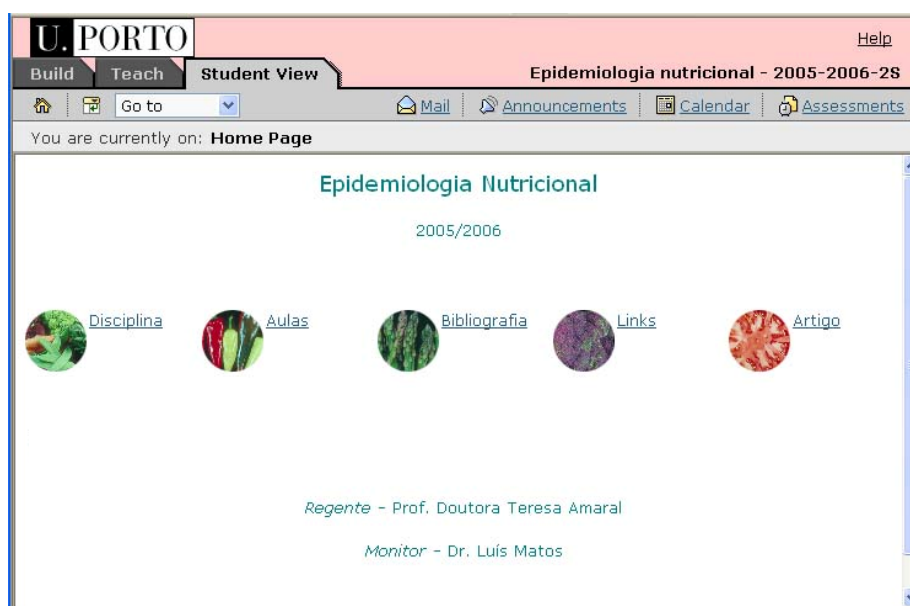 U. PORTO
Help
Build Teach Student View Epidemiologia nutricional - 2005-2006-2S
Go to Mail Announcements Calendar Assessments
You are currently on: Home Page
Epidemiologia Nutricional
2005/2006
Disciplina Aulas Bibliografia Links Artigo
Regente - Prof. Doutora Teresa Amaral
Monitor - Dr. Luís Matos